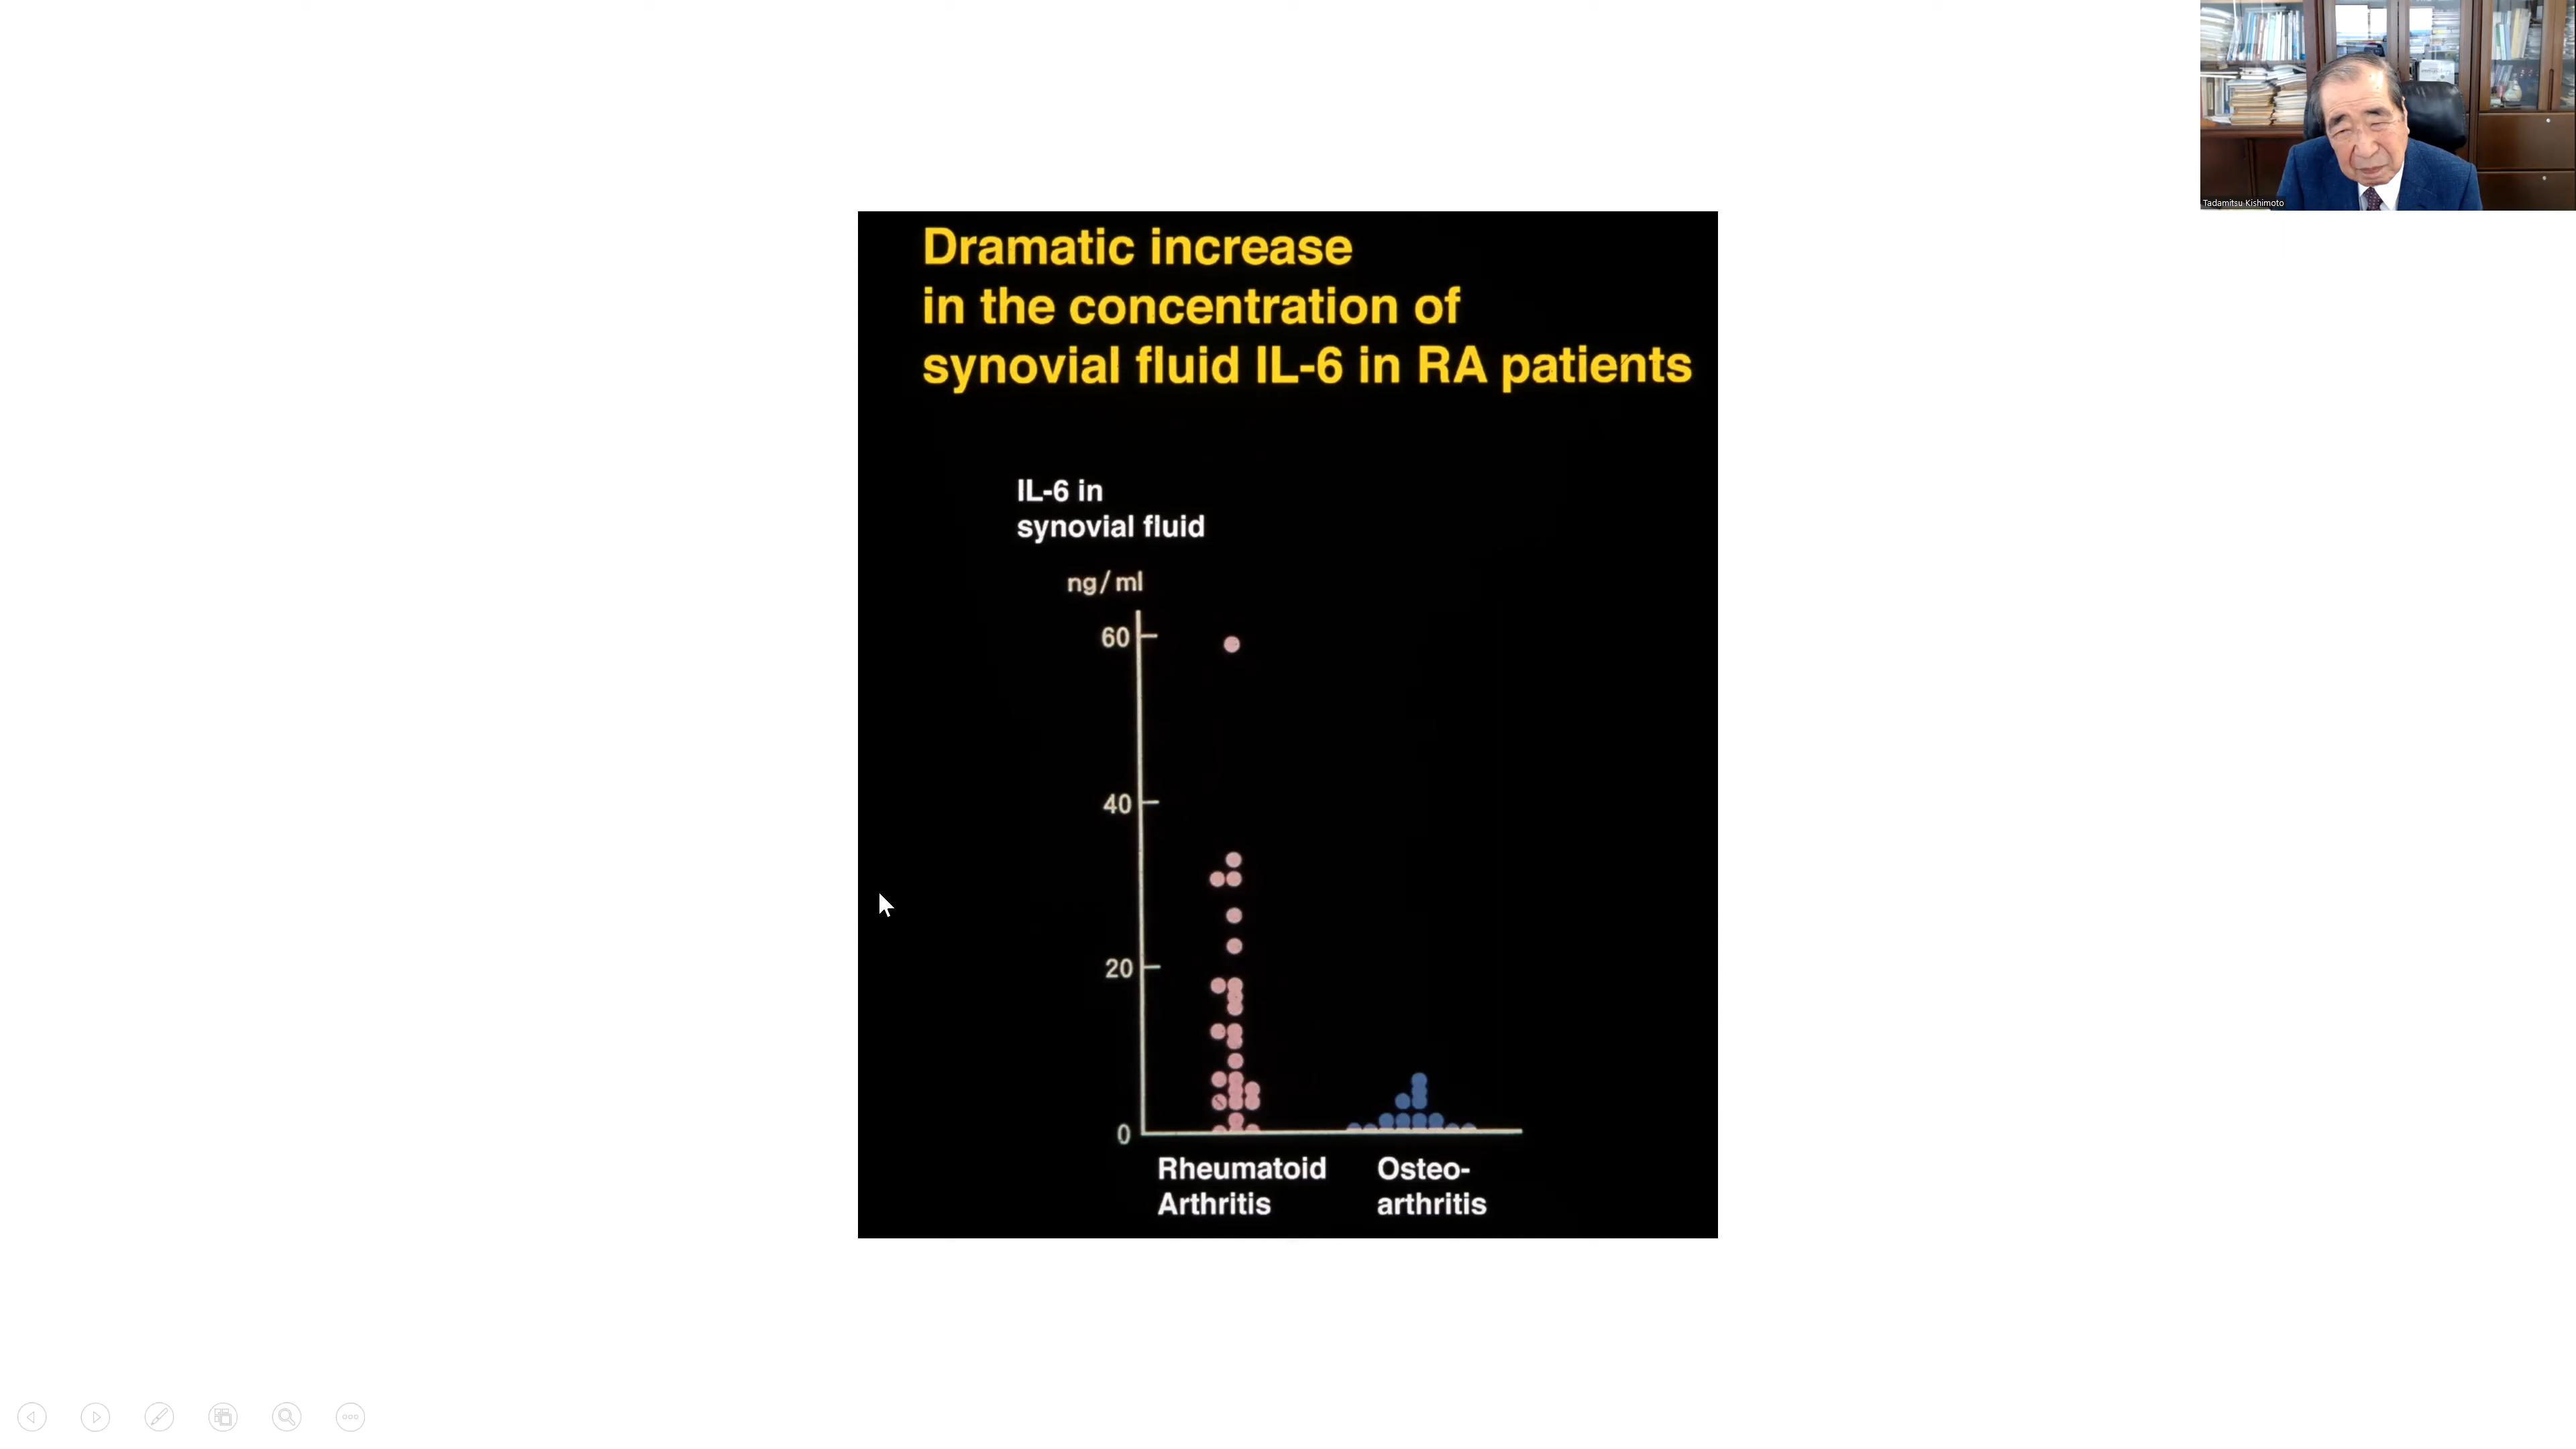 Tadamitsu Kishimoto
Dramatic increase
in the concentration of
synovial fluid IL-6 in RA patients
IL-6 in
synovial fluid
ng / ml
60
40
20
0
Rheumatoid
Arthritis
Osteo-
arthritis